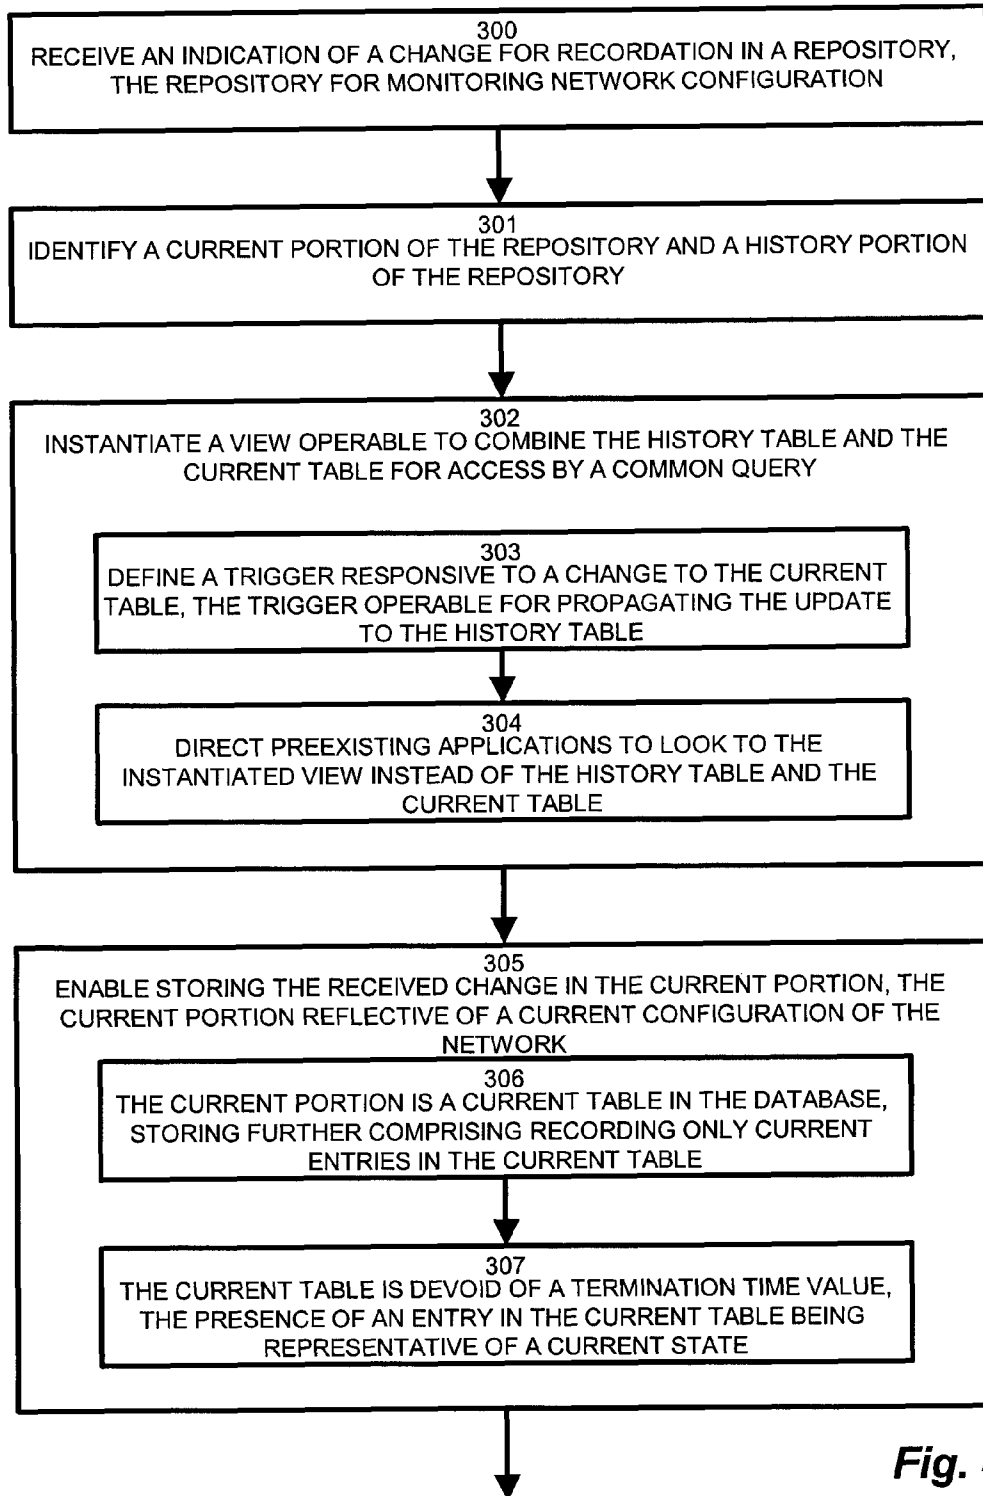 300
RECEIVE AN INDICATION OF A CHANGE FOR RECORDATION IN A REPOSITORY,
THE REPOSITORY FOR MONITORING NETWORK CONFIGURATION
301
IDENTIFY A CURRENT PORTION OF THE REPOSITORY AND A HISTORY PORTION
OF THE REPOSITORY
302
INSTANTIATE A VIEW OPERABLE TO COMBINE THE HISTORY TABLE AND THE
CURRENT TABLE FOR ACCESS BY A COMMON QUERY
303
DEFINE A TRIGGER RESPONSIVE TO A CHANGE TO THE CURRENT
TABLE, THE TRIGGER OPERABLE FOR PROPAGATING THE UPDATE
TO THE HISTORY TABLE
304
DIRECT PREEXISTING APPLICATIONS TO LOOK TO THE
INSTANTIATED VIEW INSTEAD OF THE HISTORY TABLE AND THE
CURRENT TABLE
305
ENABLE STORING THE RECEIVED CHANGE IN THE CURRENT PORTION, THE
CURRENT PORTION REFLECTIVE OF A CURRENT CONFIGURATION OF THE
NETWORK
306
THE CURRENT PORTION IS A CURRENT TABLE IN THE DATABASE,
STORING FURTHER COMPRISING RECORDING ONLY CURRENT
ENTRIES IN THE CURRENT TABLE
307
THE CURRENT TABLE IS DEVOID OF A TERMINATION TIME VALUE,
THE PRESENCE OF AN ENTRY IN THE CURRENT TABLE BEING
REPRESENTATIVE OF A CURRENT STATE
Fig.